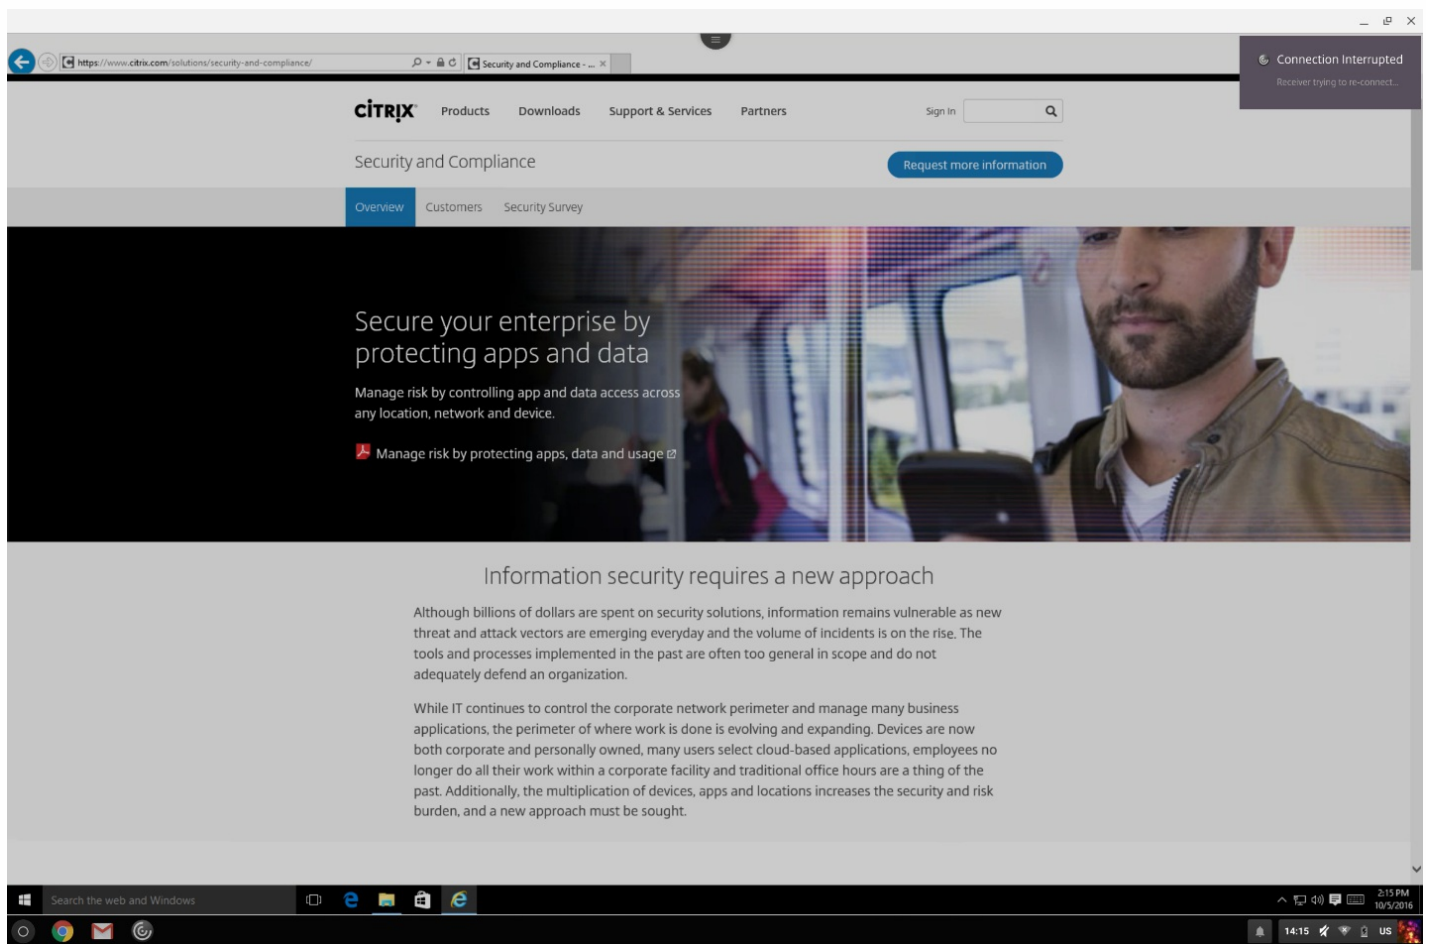 https://www.citrix.com/solutions/security-and-compliance/
Security and Compliance - ...
Connection Interrupted
Receiver trying to re-connect...
CİTRIX
Products
Downloads
Support & Services
Partners
Sign In
Security and Compliance
Request more information
Overview
Customers
Security Survey
Secure your enterprise by
protecting apps and data
Manage risk by controlling app and data access across
any location, network and device.
Manage risk by protecting apps, data and usage
Information security requires a new approach
Although billions of dollars are spent on security solutions, information remains vulnerable as new
threat and attack vectors are emerging everyday and the volume of incidents is on the rise. The
tools and processes implemented in the past are often too general in scope and do not
adequately defend an organization.
While IT continues to control the corporate network perimeter and manage many business
applications, the perimeter of where work is done is evolving and expanding. Devices are now
both corporate and personally owned, many users select cloud-based applications, employees no
longer do all their work within a corporate facility and traditional office hours are a thing of the
past. Additionally, the multiplication of devices, apps and locations increases the security and risk
burden, and a new approach must be sought.
Search the web and Windows
2:15 PM
10/5/2016
14:15
US